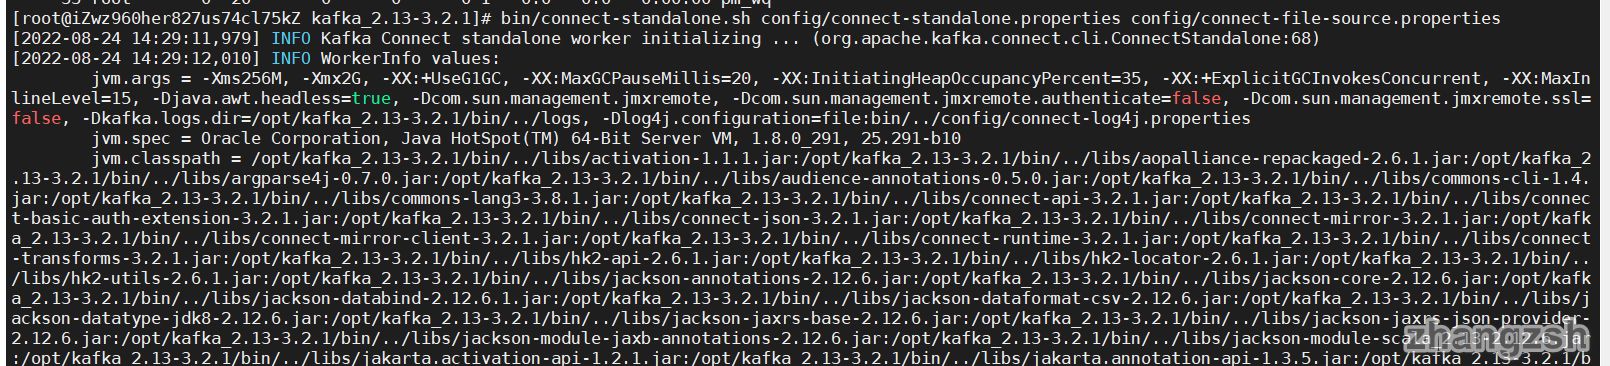 [root@iZwz960her827us74cl75kZ kafka_2.13-3.2.1]# bin/connect-standalone.sh config/connect-standalone.properties config/connect-file-source.properties
[2022-08-24 14:29:11,979] INFO Kafka Connect standalone worker initializing ... (org.apache.kafka.connect.cli.ConnectStandalone:68)
[2022-08-24 14:29:12,010] INFO WorkerInfo values:
jvm.args = -Xms256M, -Xmx2G, -XX:+UseG1GC, -XX:MaxGCPauseMillis=20, -XX:InitiatingHeapOccupancyPercent=35, -XX:+ExplicitGCInvokesConcurrent, -XX:MaxIn
lineLevel=15, -Djava.awt.headless=true, -Dcom.sun.management.jmxremote, -Dcom.sun.management.jmxremote.authenticate=false, -Dcom.sun.management.jmxremote.ssl=
false, -Dkafka.logs.dir=/opt/kafka_2.13-3.2.1/bin/../logs, -Dlog4j.configuration=file:bin/../config/connect-log4j.properties
jvm.spec = Oracle Corporation, Java HotSpot(TM) 64-Bit Server VM, 1.8.0_291, 25.291-b10
jvm.classpath = /opt/kafka_2.13-3.2.1/bin/../libs/activation-1.1.1.jar:/opt/kafka_2.13-3.2.1/bin/../libs/aopalliance-repackaged-2.6.1.jar:/opt/kafka_2
.13-3.2.1/bin/../libs/argparse4j-0.7.0.jar:/opt/kafka_2.13-3.2.1/bin/../libs/audience-annotations-0.5.0.jar:/opt/kafka_2.13-3.2.1/bin/../libs/commons-cli-1.4.
jar:/opt/kafka_2.13-3.2.1/bin/../libs/commons-lang3-3.8.1.jar:/opt/kafka_2.13-3.2.1/bin/../libs/connect-api-3.2.1.jar:/opt/kafka_2.13-3.2.1/bin/../libs/connec
t-basic-auth-extension-3.2.1.jar:/opt/kafka_2.13-3.2.1/bin/../libs/connect-json-3.2.1.jar:/opt/kafka_2.13-3.2.1/bin/../libs/connect-mirror-3.2.1.jar:/opt/kafk
a_2.13-3.2.1/bin/../libs/connect-mirror-client-3.2.1.jar:/opt/kafka_2.13-3.2.1/bin/../libs/connect-runtime-3.2.1.jar:/opt/kafka_2.13-3.2.1/bin/../libs/connect
-transforms-3.2.1.jar:/opt/kafka_2.13-3.2.1/bin/../libs/hk2-api-2.6.1.jar:/opt/kafka_2.13-3.2.1/bin/../libs/hk2-locator-2.6.1.jar:/opt/kafka_2.13-3.2.1/bin/..
/libs/hk2-utils-2.6.1.jar:/opt/kafka_2.13-3.2.1/bin/../libs/jackson-annotations-2.12.6.jar:/opt/kafka_2.13-3.2.1/bin/../libs/jackson-core-2.12.6.jar:/opt/kafk
a_2.13-3.2.1/bin/../libs/jackson-databind-2.12.6.1.jar:/opt/kafka_2.13-3.2.1/bin/../libs/jackson-dataformat-csv-2.12.6.jar:/opt/kafka_2.13-3.2.1/bin/../libs/j
ackson-datatype-jdk8-2.12.6.jar:/opt/kafka_2.13-3.2.1/bin/../libs/jackson-jaxrs-base-2.12.6.jar:/opt/kafka_2.13-3.2.1/bin/../libs/jackson-jaxrs-json-provider-
2.12.6.jar:/opt/kafka_2.13-3.2.1/bin/../libs/jackson-module-jaxb-annotations-2.12.6.jar:/opt/kafka_2.13-3.2.1/bin/../libs/jackson-module-scala_2.13-2.12.6.jar
:/opt/kafka_2.13-3.2.1/bin/../libs/jakarta.activation-api-1.2.1.jar:/opt/kafka_2.13-3.2.1/bin/../libs/jakarta.annotation-api-1.3.5.jar:/opt/kafka_2.13-3.2.1/b
zhangzsh